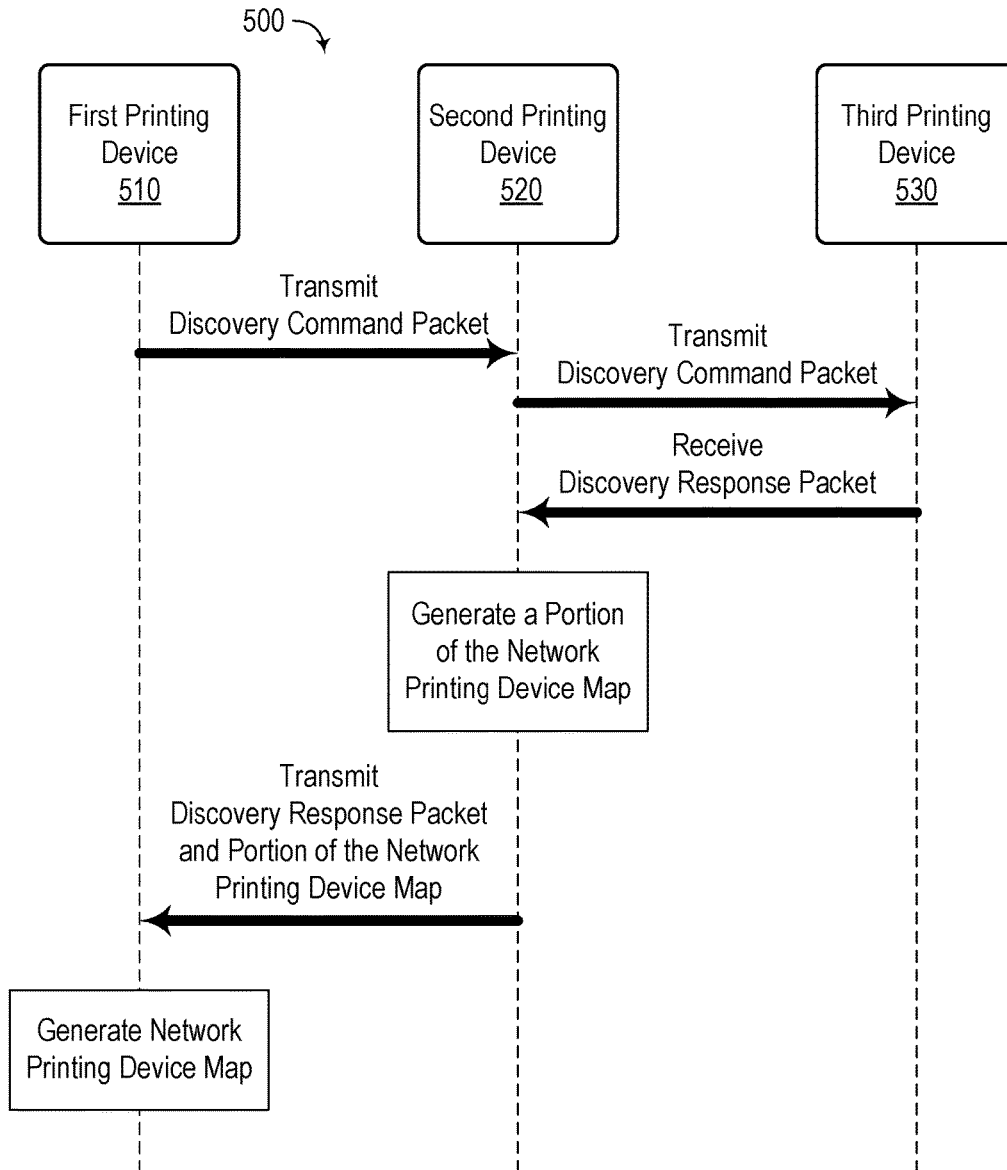 500
First Printing
Device
510
Second Printing
Device
520
Third Printing
Device
530
Transmit
Discovery Command Packet
Transmit
Discovery Command Packet
Receive
Discovery Response Packet
Generate a Portion
of the Network
Printing Device Map
Transmit
Discovery Response Packet
and Portion of the Network
Printing Device Map
Generate Network
Printing Device Map